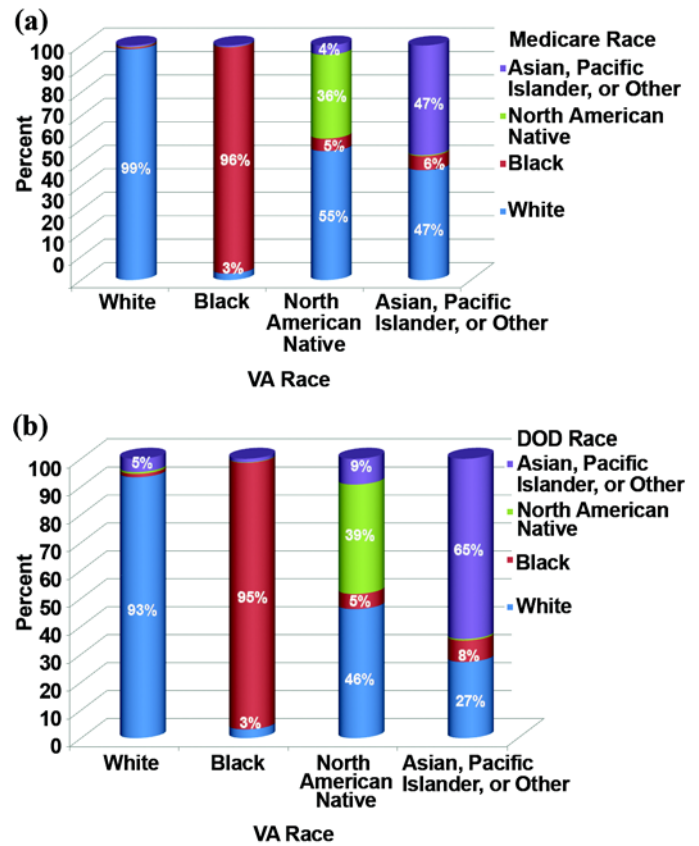 (a)
Medicare Race
Asian, Pacific
Islander, or Other
North American
Native
Black
White
Percent
100
90
80
70
60
50
40
30
20
10
0
99%
3%
96%
55%
5%
36%
4%
47%
6%
47%
White
Black
North
American
Native
Asian, Pacific
Islander, or Other
VA Race
(b)
DOD Race
Asian, Pacific
Islander, or Other
North American
Native
Black
White
Percent
100
90
80
70
60
50
40
30
20
10
0
93%
5%
3%
95%
46%
5%
39%
9%
27%
8%
65%
White
Black
North
American
Native
Asian, Pacific
Islander, or Other
VA Race